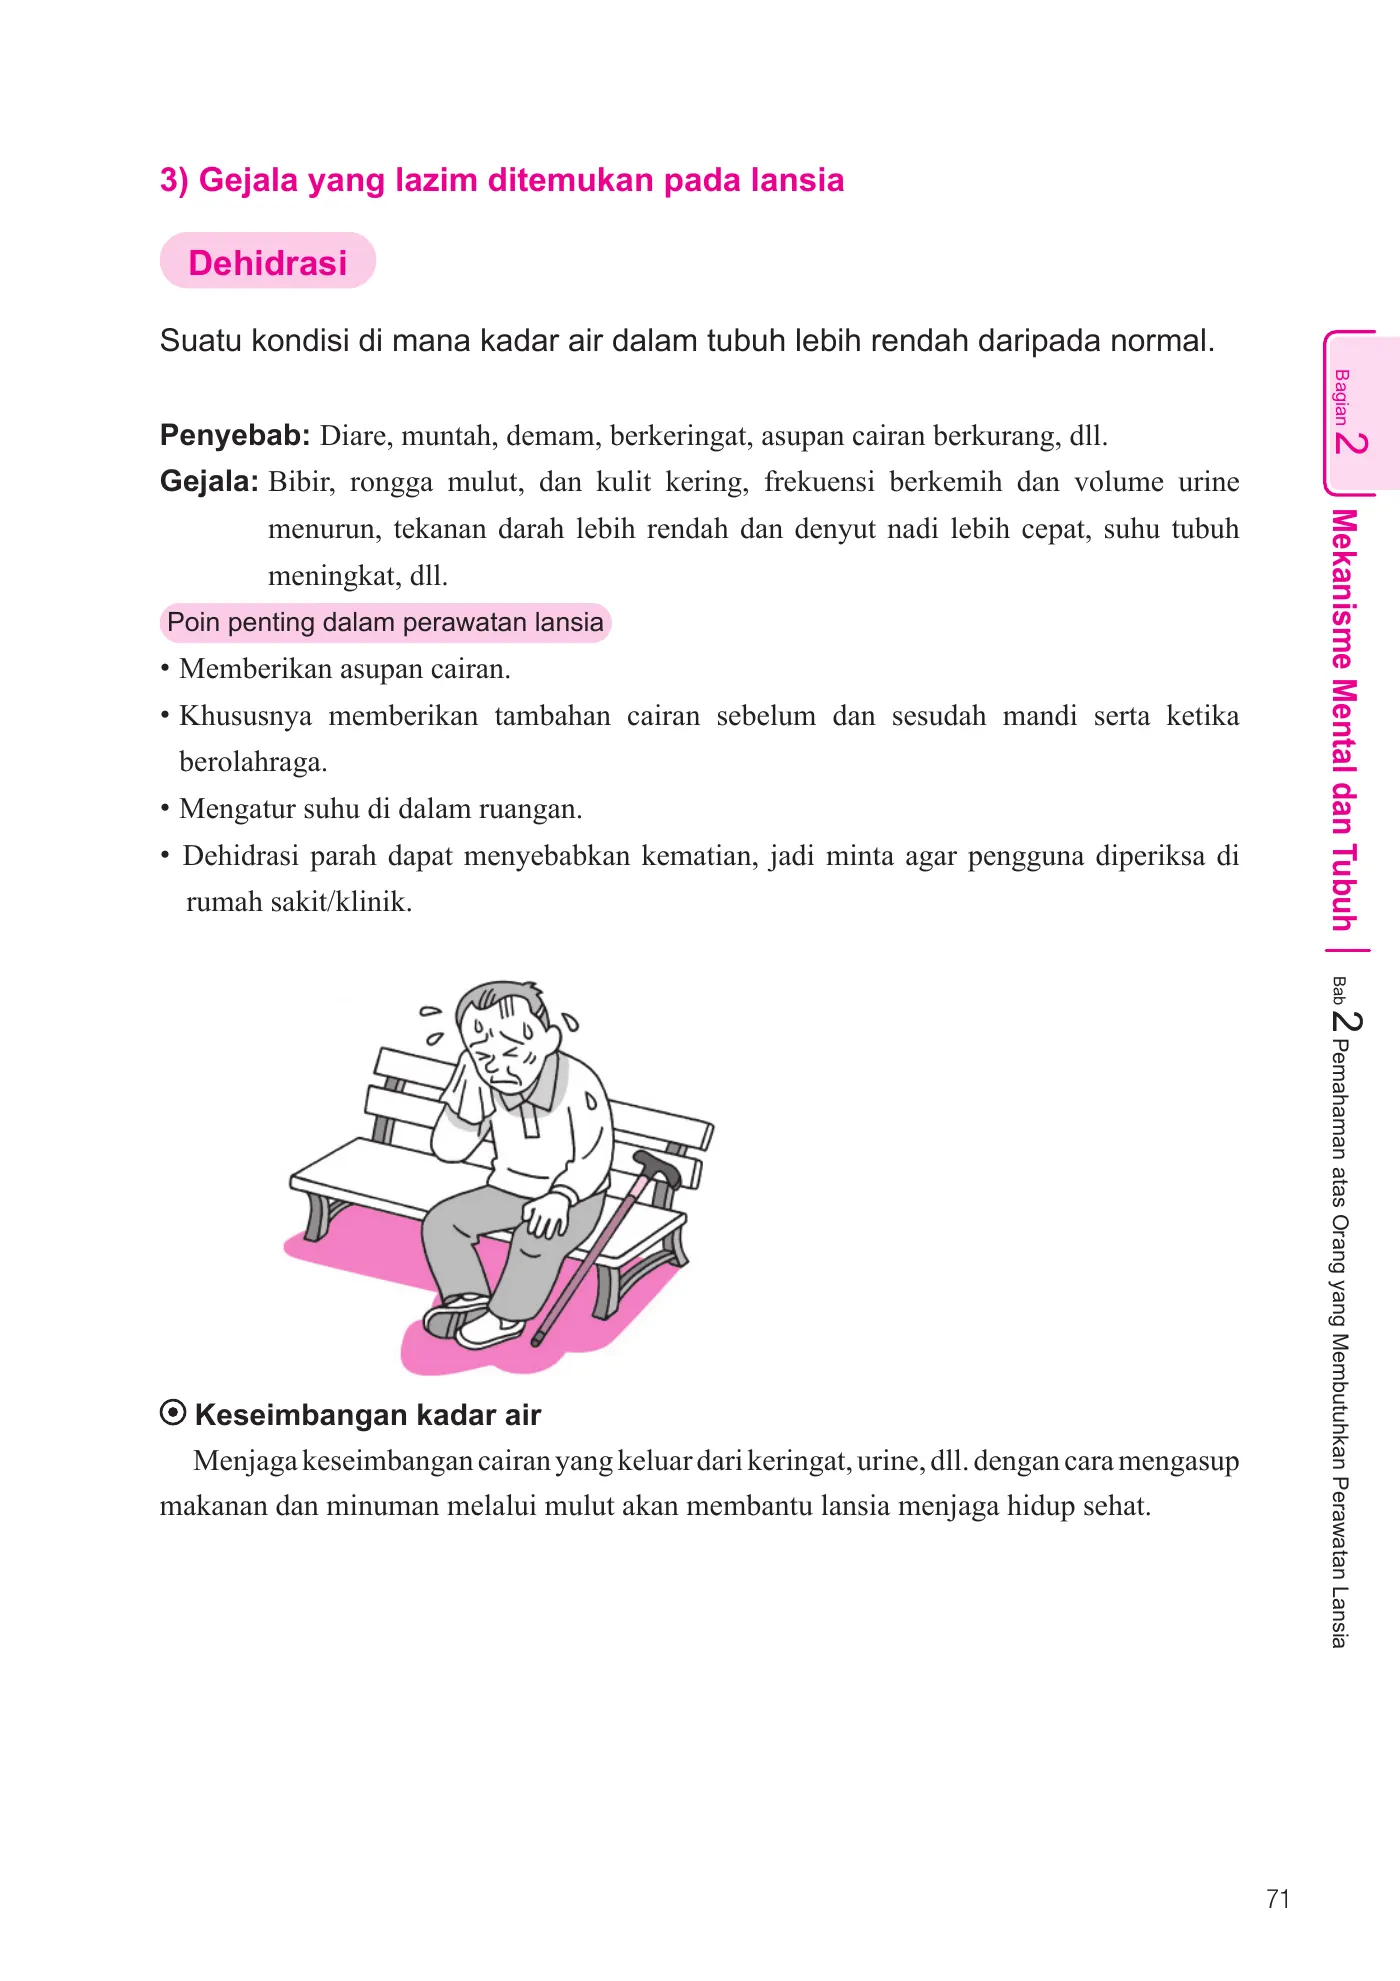 3) Gejala yang lazim ditemukan pada lansia
Dehidrasi
Suatu kondisi di mana kadar air dalam tubuh lebih rendah daripada normal.
Penyebab: Diare, muntah, demam, berkeringat, asupan cairan berkurang, dll.
Gejala: Bibir, rongga mulut, dan kulit kering, frekuensi berkemih dan volume urine
menurun, tekanan darah lebih rendah dan denyut nadi lebih cepat, suhu tubuh
meningkat, dll.
Poin penting dalam perawatan lansia
• Memberikan asupan cairan.
• Khususnya memberikan tambahan cairan sebelum dan sesudah mandi serta ketika
berolahraga.
• Mengatur suhu di dalam ruangan.
• Dehidrasi parah dapat menyebabkan kematian, jadi minta agar pengguna diperiksa di
rumah sakit/klinik.
Keseimbangan kadar air
Menjaga keseimbangan cairan yang keluar dari keringat, urine, dll. dengan cara mengasup
makanan dan minuman melalui mulut akan membantu lansia menjaga hidup sehat.
Bagian 2
Mekanisme Mental dan Tubuh
Bab 2 Pemahaman atas Orang yang Membutuhkan Perawatan Lansia
71